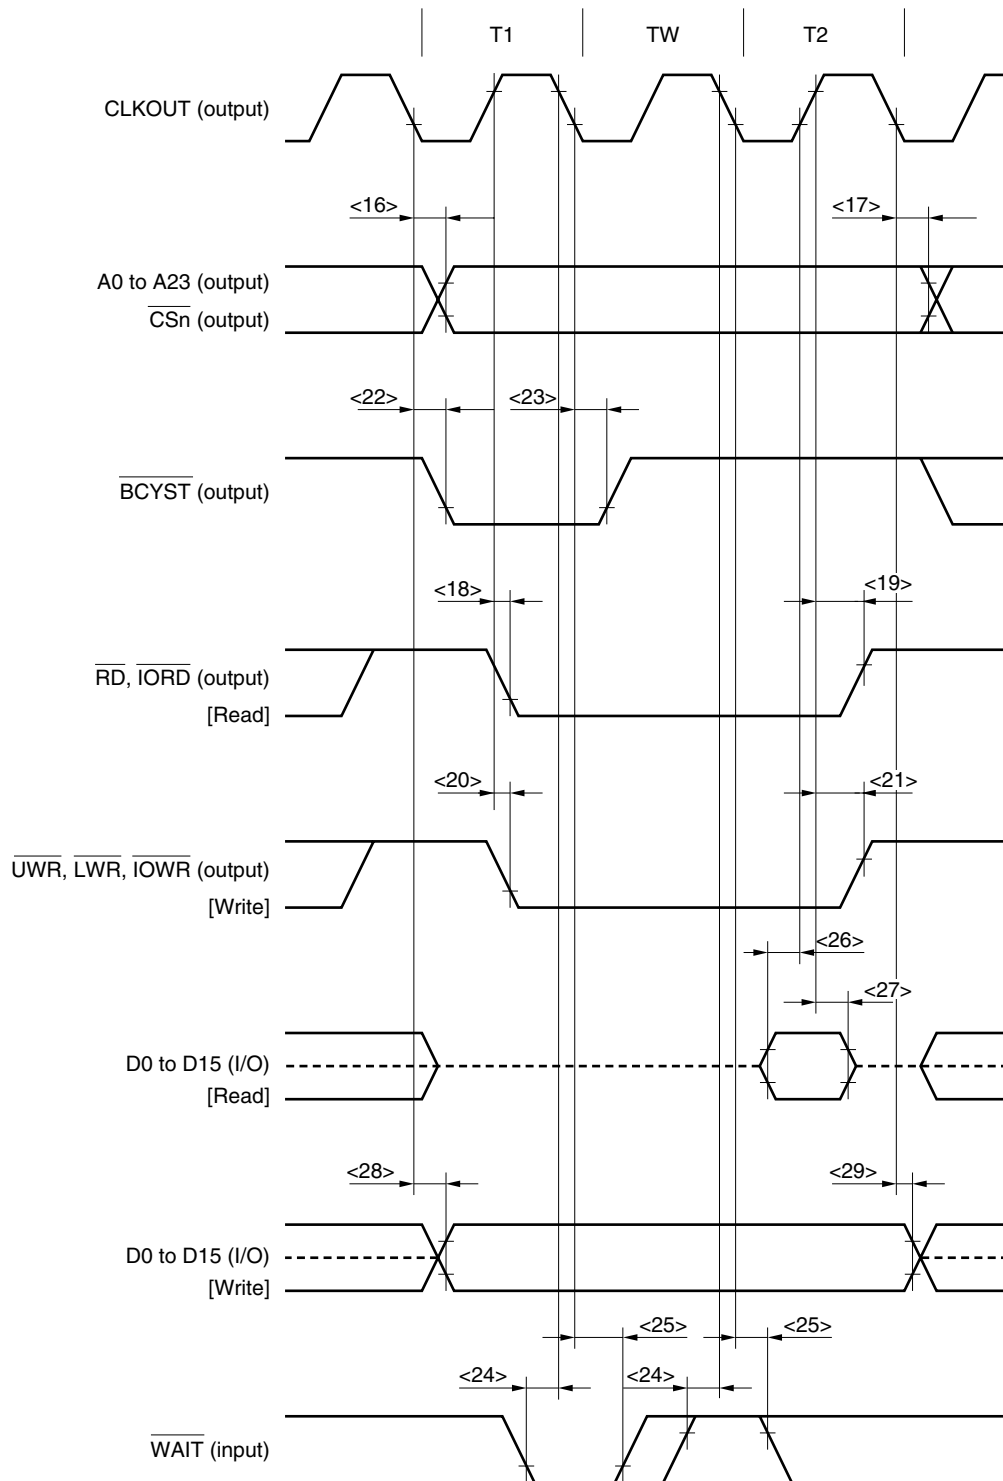 T1 TW T2
CLKOUT (output)
<16> <17>
A0 to A23 (output)
CSn (output)
<22> <23>
BCYST (output)
<18> <19>
RD, IORD (output)
[Read]
<20> <21>
UWR, LWR, IOWR (output)
[Write]
<26>
<27>
D0 to D15 (I/O)
[Read]
<28> <29>
D0 to D15 (I/O)
[Write]
<25> <25>
<24> <24>
WAIT (input)